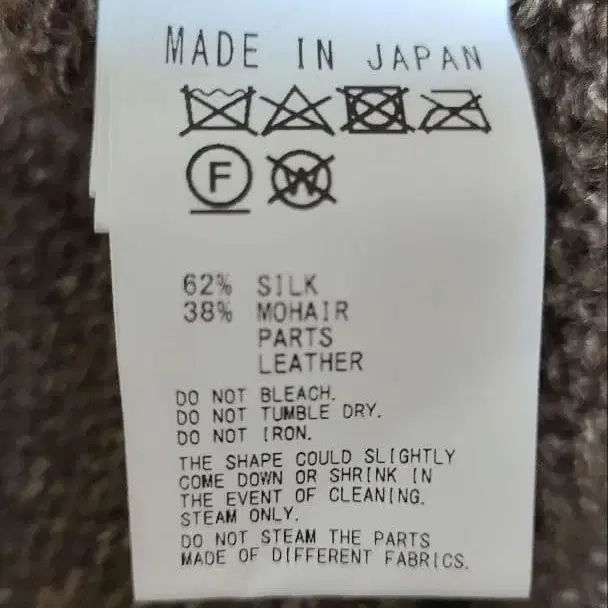 MADE IN JAPAN
F W
62% SILK
38% MOHAIR
PARTS
LEATHER
DO NOT BLEACH.
DO NOT TUMBLE DRY.
DO NOT IRON.
THE SHAPE COULD SLIGHTLY
COME DOWN OR SHRINK IN
THE EVENT OF CLEANING.
STEAM ONLY.
DO NOT STEAM THE PARTS
MADE OF DIFFERENT FABRICS.